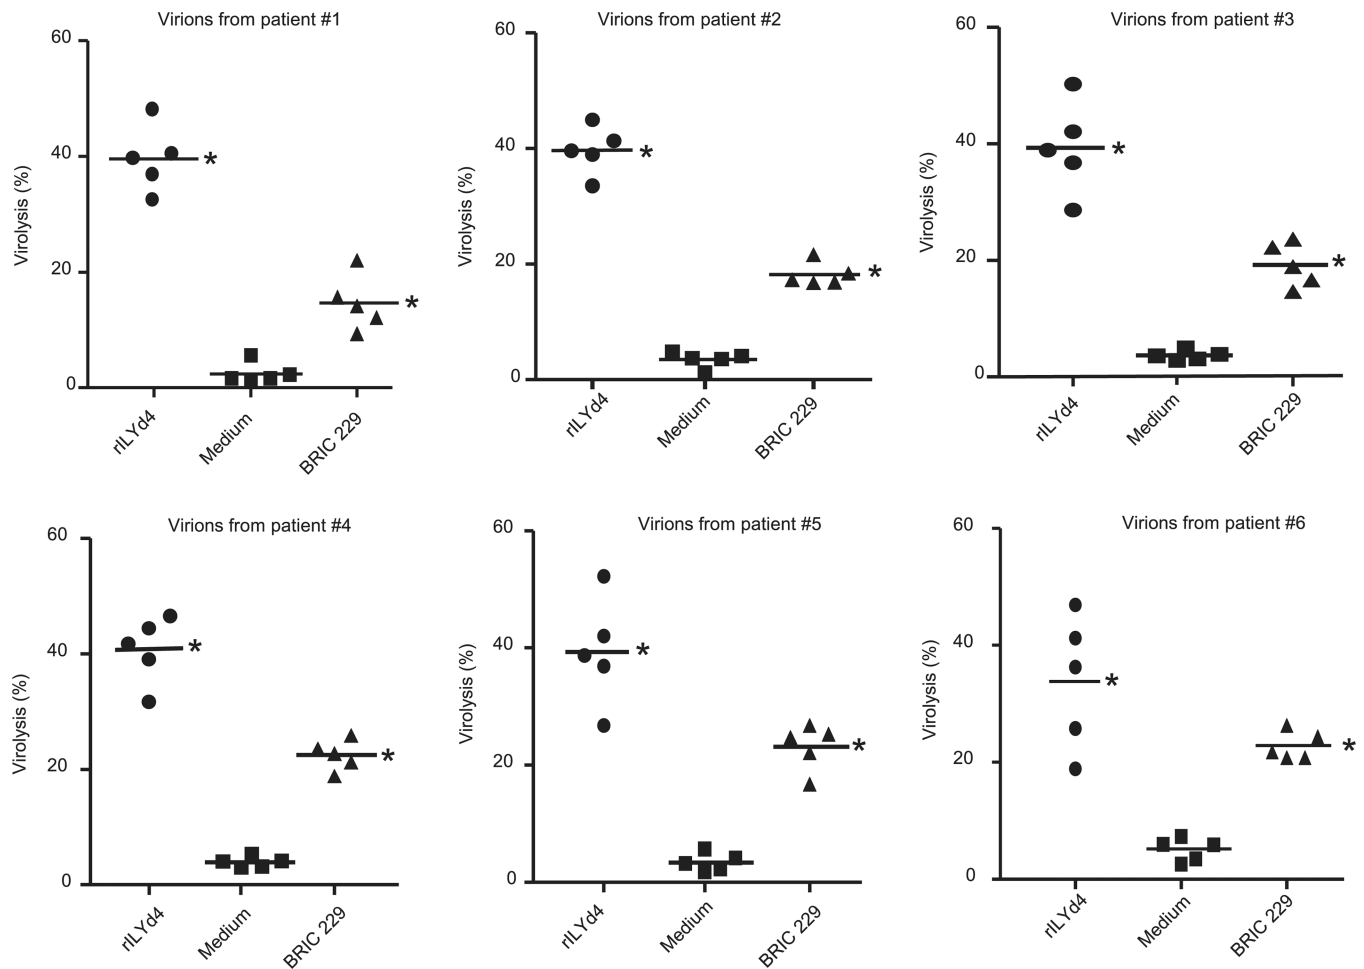 Virions from patient #1
60
40
20
0
Virolysis (%)
*
*
rILYd4
Medium
BRIC 229
Virions from patient #2
60
40
20
0
Virolysis (%)
*
*
rILYd4
Medium
BRIC 229
Virions from patient #3
60
40
20
0
Virolysis (%)
*
*
rILYd4
Medium
BRIC 229
Virions from patient #4
60
40
20
0
Virolysis (%)
*
*
rILYd4
Medium
BRIC 229
Virions from patient #5
60
40
20
0
Virolysis (%)
*
*
rILYd4
Medium
BRIC 229
Virions from patient #6
60
40
20
0
Virolysis (%)
*
*
rILYd4
Medium
BRIC 229